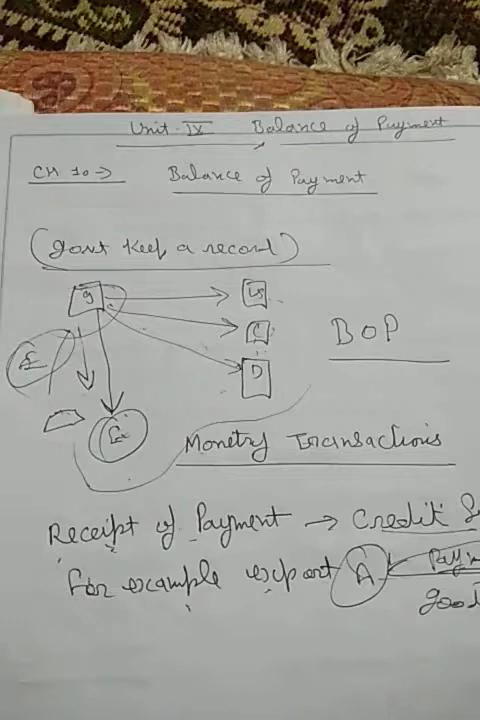 Unit-IX Balance of Payment
CH 10→ Balance of Payment
(Govt keep a record)
BOP
D
Monetry Transactions
Receipt of Payment → Credit
For example export A
good